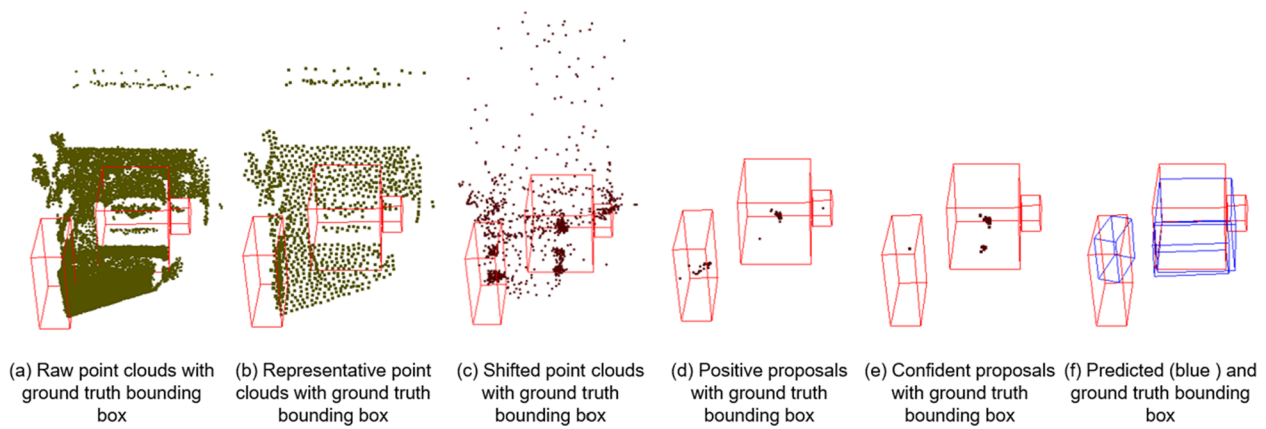 (a) Raw point clouds with
ground truth bounding
box
(b) Representative point
clouds with ground truth
bounding box
(c) Shifted point clouds
with ground truth
bounding box
(d) Positive proposals
with ground truth
bounding box
(e) Confident proposals
with ground truth
bounding box
(f) Predicted (blue ) and
ground truth bounding
box